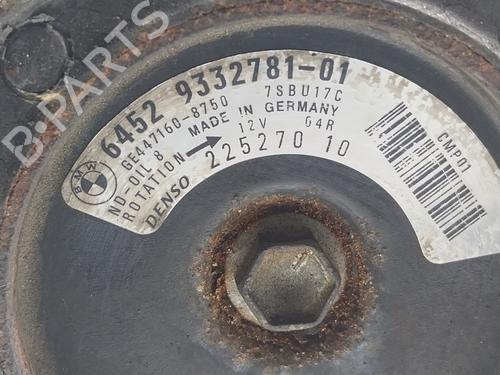 BMW
6452 9332781-01
GE447160-8750 7SBU17C
ND-OIL 8 MADE IN GERMANY
ROTATION 12V 04R
DENSO 225270 10
CMP01
B-PARTS